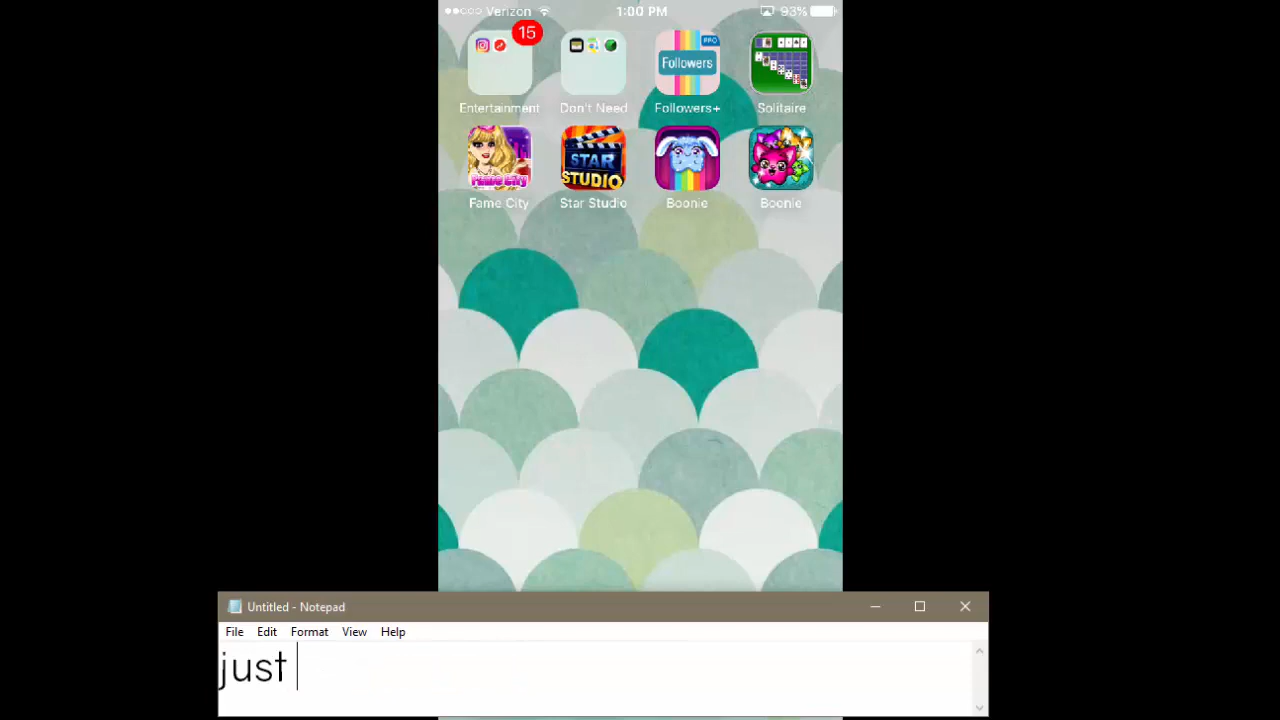 Verizon 1:00 PM 93%
15
PRO
Followers
Entertainment Don't Need Followers+ Solitaire
Fame City STAR STUDIO
Fame City Star Studio Boonie Boonie
Untitled - Notepad
File Edit Format View Help
just